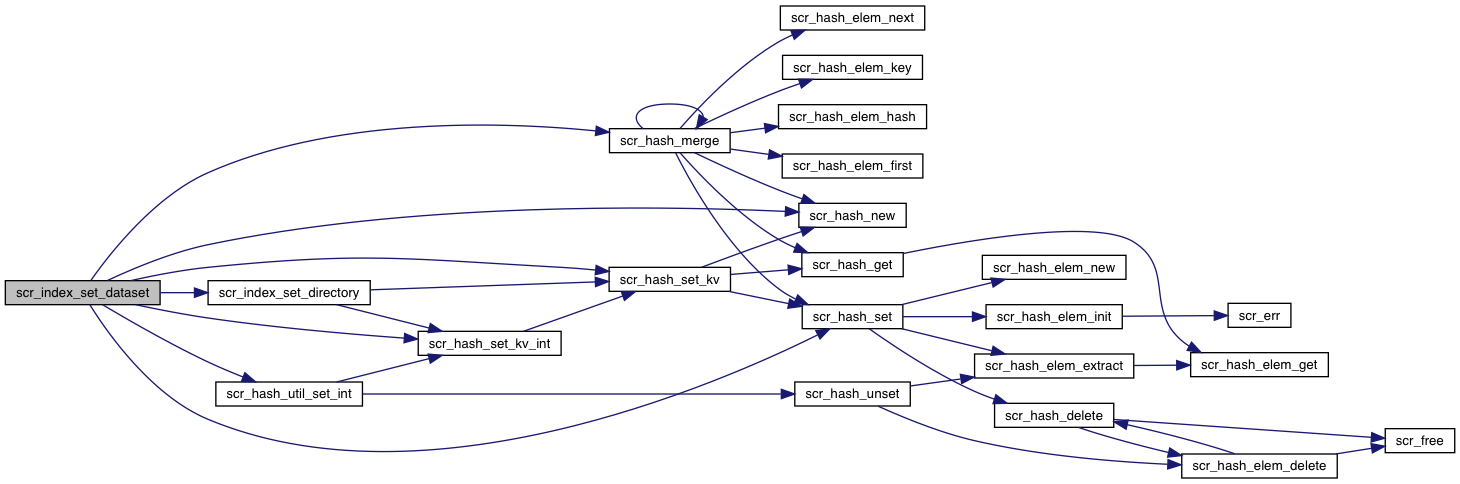 scr_hash_elem_next
scr_hash_elem_key
scr_hash_elem_hash
scr_hash_merge
scr_hash_elem_first
scr_hash_new
scr_hash_get
scr_hash_elem_new
scr_hash_set_kv
scr_index_set_dataset
scr_index_set_directory
scr_hash_set
scr_hash_elem_init
scr_err
scr_hash_set_kv_int
scr_hash_elem_extract
scr_hash_elem_get
scr_hash_util_set_int
scr_hash_unset
scr_hash_delete
scr_free
scr_hash_elem_delete